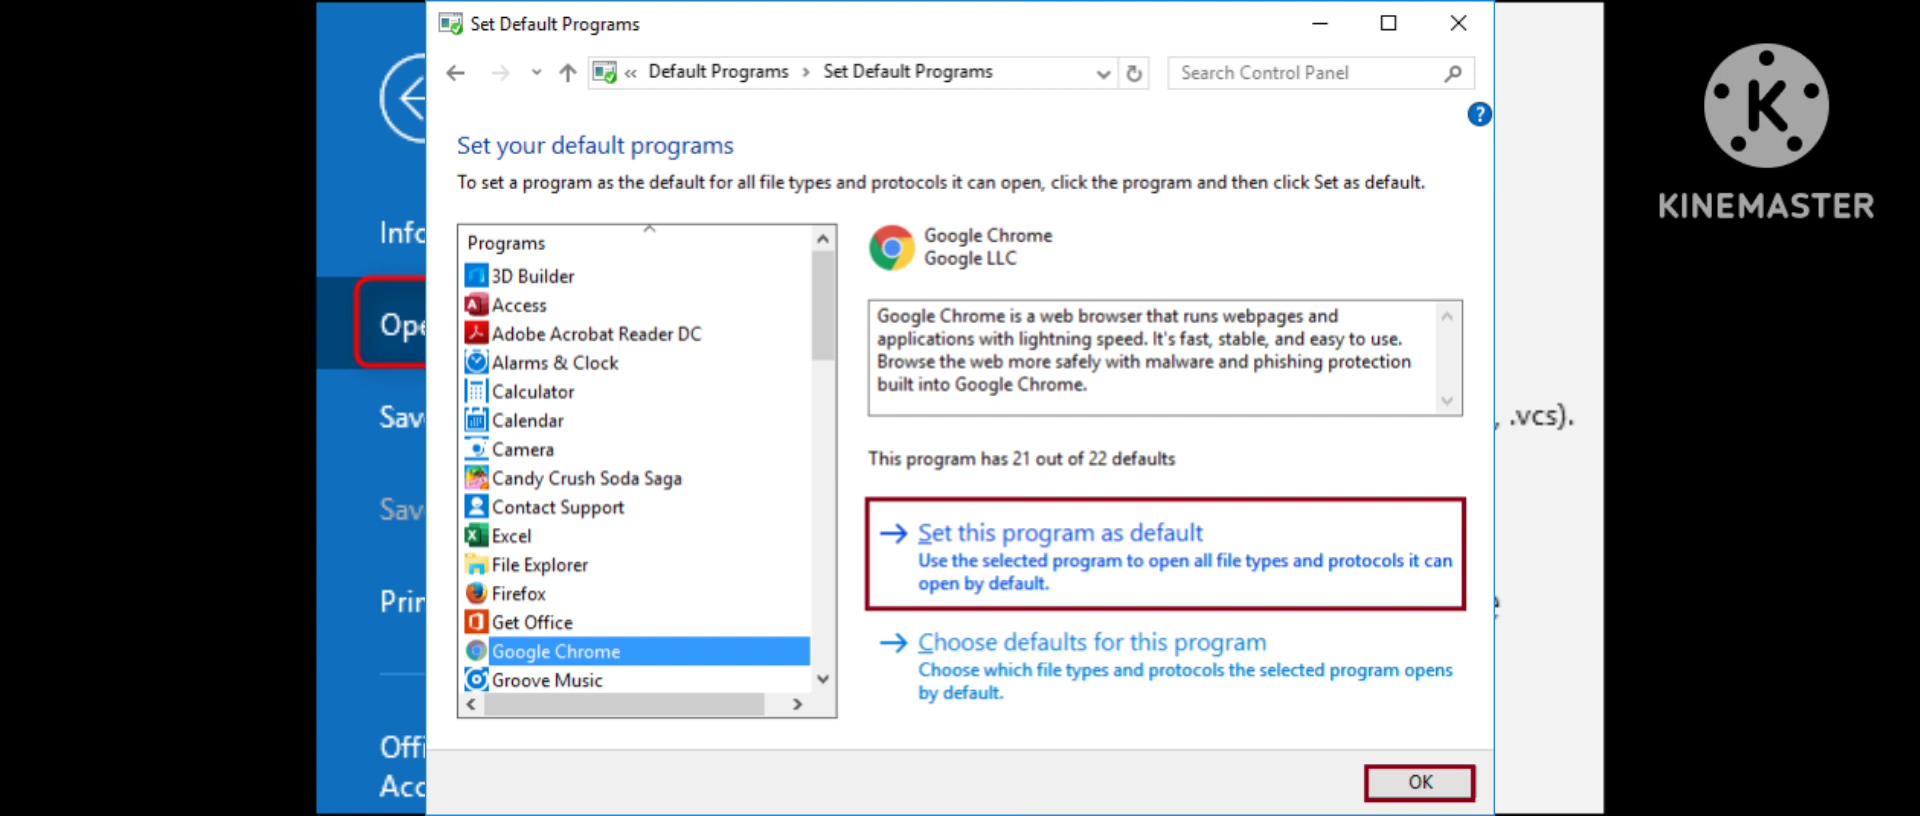 Set Default Programs
« Default Programs › Set Default Programs
Search Control Panel
?
Set your default programs
To set a program as the default for all file types and protocols it can open, click the program and then click Set as default.
Programs
3D Builder
Access
Adobe Acrobat Reader DC
Alarms & Clock
Calculator
Calendar
Camera
Candy Crush Soda Saga
Contact Support
Excel
File Explorer
Firefox
Get Office
Google Chrome
Groove Music
Google Chrome
Google LLC
Google Chrome is a web browser that runs webpages and
applications with lightning speed. It's fast, stable, and easy to use.
Browse the web more safely with malware and phishing protection
built into Google Chrome.
This program has 21 out of 22 defaults
Set this program as default
Use the selected program to open all file types and protocols it can
open by default.
Choose defaults for this program
Choose which file types and protocols the selected program opens
by default.
OK
Info
Ope
Sav
Sav
Prin
Offi
Acc
, .vcs).
K
KINEMASTER